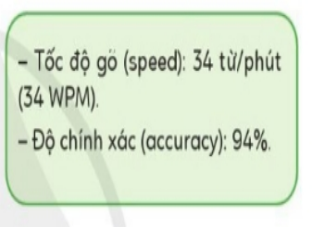 – Tốc độ gõ (speed): 34 từ/phút
(34 WPM).
– Độ chính xác (accuracy): 94%.